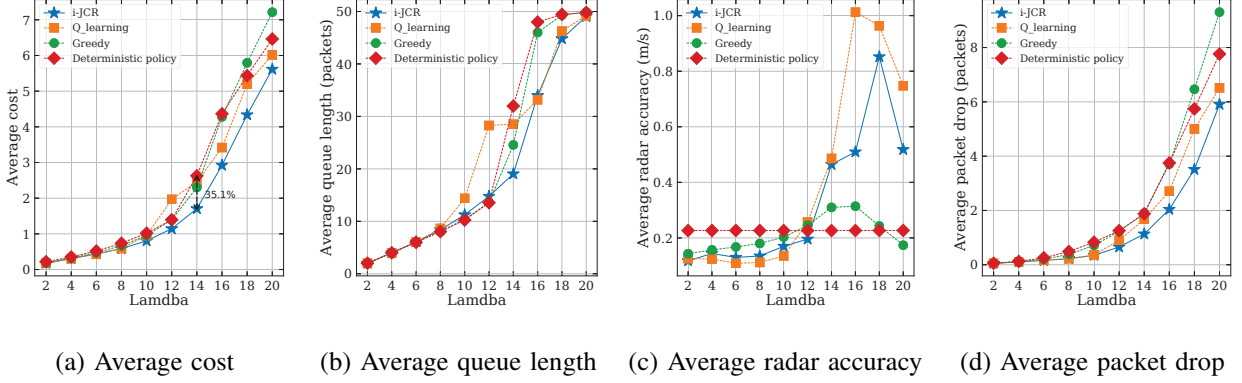 i-JCR
Q_learning
Greedy
Deterministic policy
7
6
5
4
3
2
1
0
Average cost
35.1%
2 4 6 8 10 12 14 16 18 20
Lamdba
(a) Average cost
i-JCR
Q_learning
Greedy
Deterministic policy
50
40
30
20
10
0
Average queue length (packets)
2 4 6 8 10 12 14 16 18 20
Lamdba
(b) Average queue length
i-JCR
Q_learning
Greedy
Deterministic policy
1.0
0.8
0.6
0.4
0.2
Average radar accuracy (m/s)
2 4 6 8 10 12 14 16 18 20
Lamdba
(c) Average radar accuracy
i-JCR
Q_learning
Greedy
Deterministic policy
8
6
4
2
0
Average packet drop (packets)
2 4 6 8 10 12 14 16 18 20
Lamdba
(d) Average packet drop